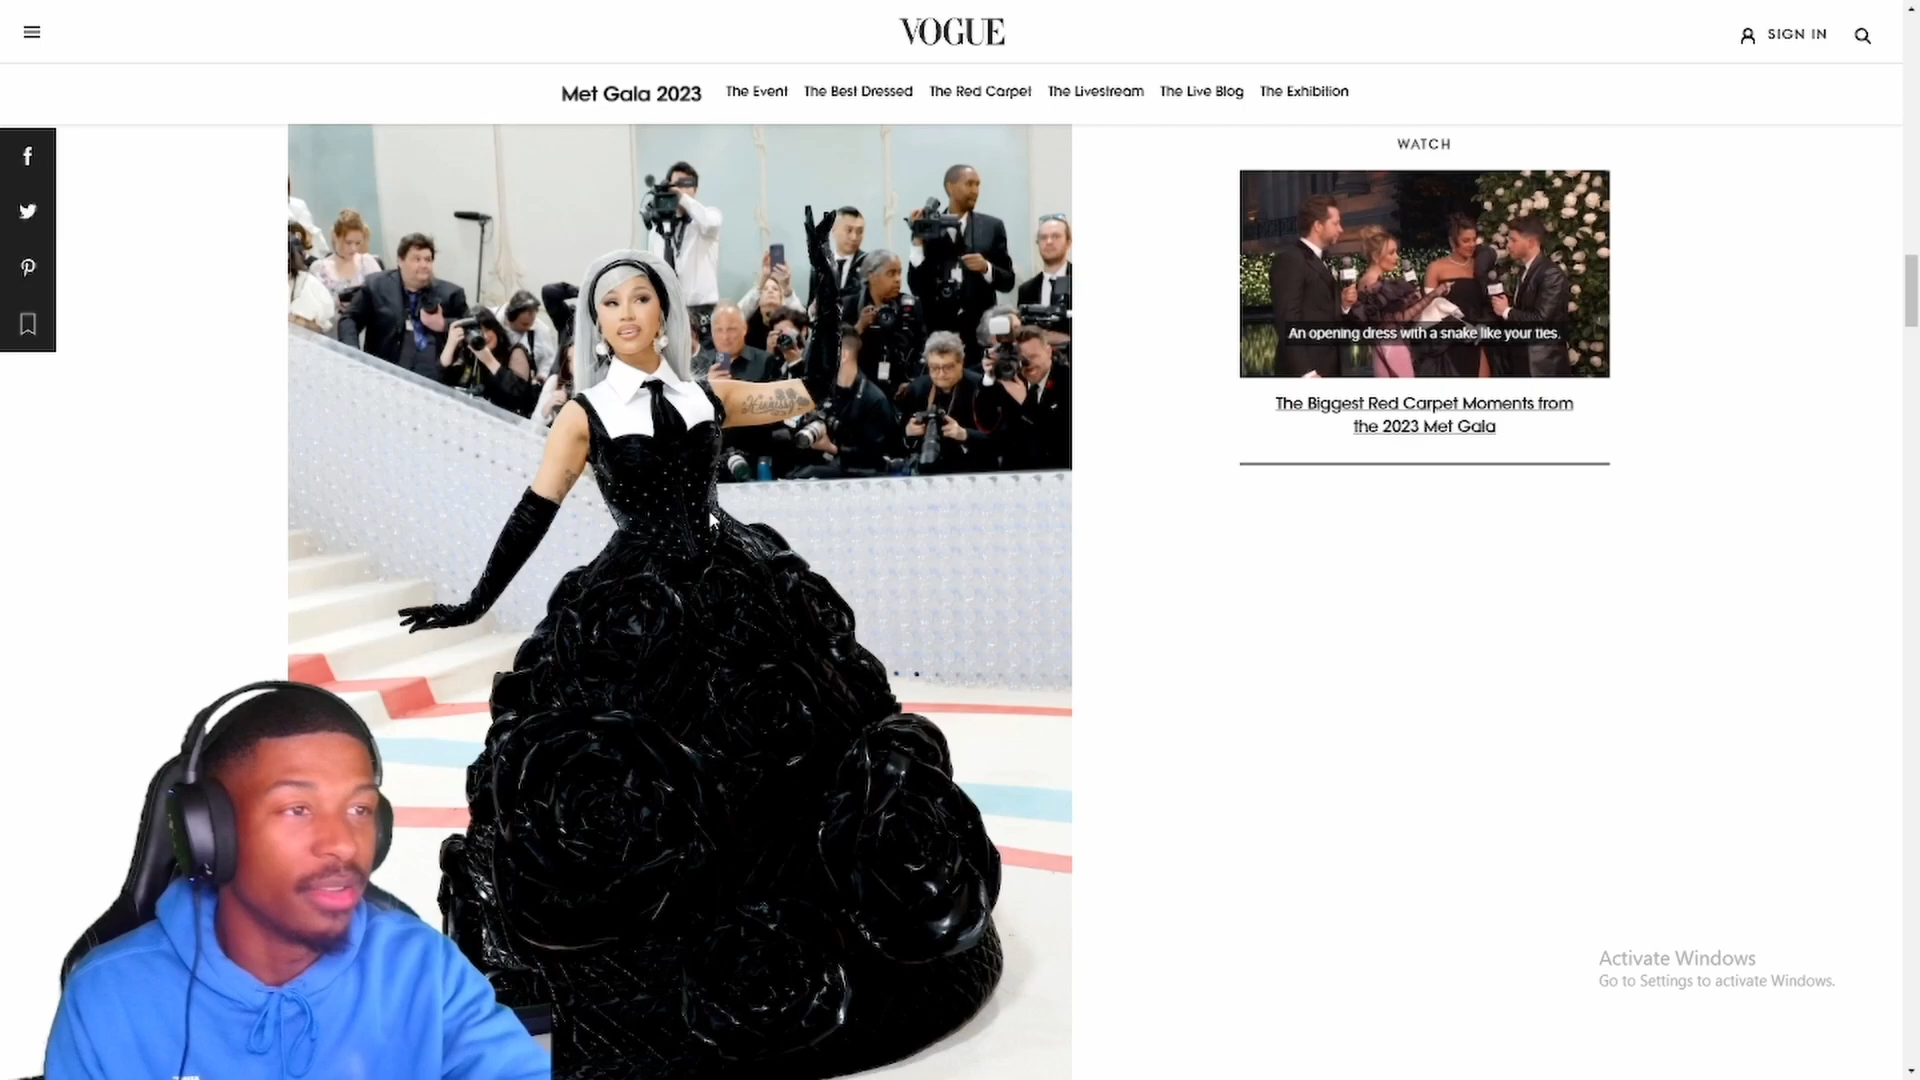 VOGUE
SIGN IN
Met Gala 2023
The Event
The Best Dressed
The Red Carpet
The Livestream
The Live Blog
The Exhibition
WATCH
An opening dress with a snake like your ties.
The Biggest Red Carpet Moments from
the 2023 Met Gala
Hennessy
Activate Windows
Go to Settings to activate Windows.